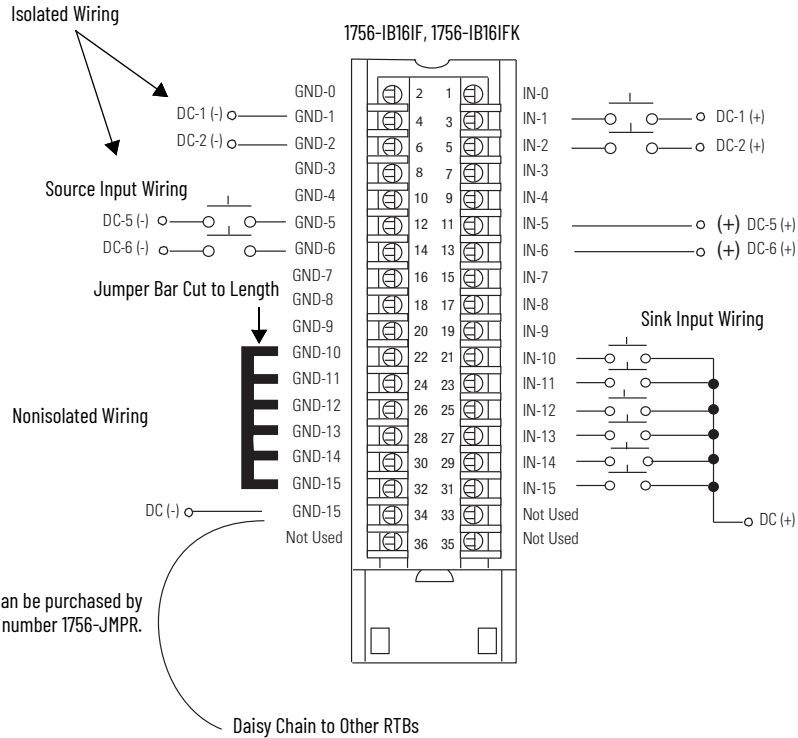 Isolated Wiring
1756-IB16IF, 1756-IB16IFK
GND-0 2 1 IN-0
DC-1 (-) GND-1 4 3 IN-1 DC-1 (+)
DC-2 (-) GND-2 6 5 IN-2 DC-2 (+)
GND-3 8 7 IN-3
Source Input Wiring
GND-4 10 9 IN-4
DC-5 (-) GND-5 12 11 IN-5 (+) DC-5 (+)
DC-6 (-) GND-6 14 13 IN-6 (+) DC-6 (+)
GND-7 16 15 IN-7
Jumper Bar Cut to Length
GND-8 18 17 IN-8
Sink Input Wiring
GND-9 20 19 IN-9
GND-10 22 21 IN-10
GND-11 24 23 IN-11
Nonisolated Wiring
GND-12 26 25 IN-12
GND-13 28 27 IN-13
GND-14 30 29 IN-14
GND-15 32 31 IN-15
DC (-) GND-15 34 33 Not Used DC (+)
Not Used 36 35 Not Used
an be purchased by
number 1756-JMPR.
Daisy Chain to Other RTBs